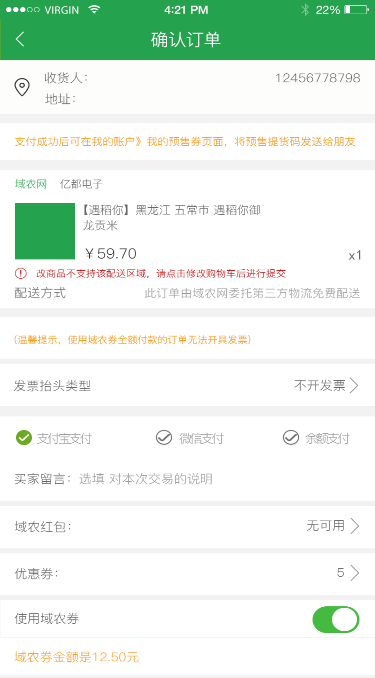 VIRGIN 4:21 PM 22%
确认订单
收货人： 12456778798
地址：
支付成功后可在我的账户》我的预售券页面，将预售提货码发送给朋友
域农网 亿都电子
【遇稻你】黑龙江 五常市 遇稻你御
龙贡米
￥59.70 x1
改商品不支持该配送区域，请点击修改购物车后进行提交
配送方式 此订单由域农网委托第三方物流免费配送
(温馨提示，使用域农券金额付款的订单无法开具发票)
发票抬头类型 不开发票
支付宝支付 微信支付 余额支付
买家留言：选填 对本次交易的说明
域农红包： 无可用
优惠券： 5
使用域农券
域农券金额是12.50元